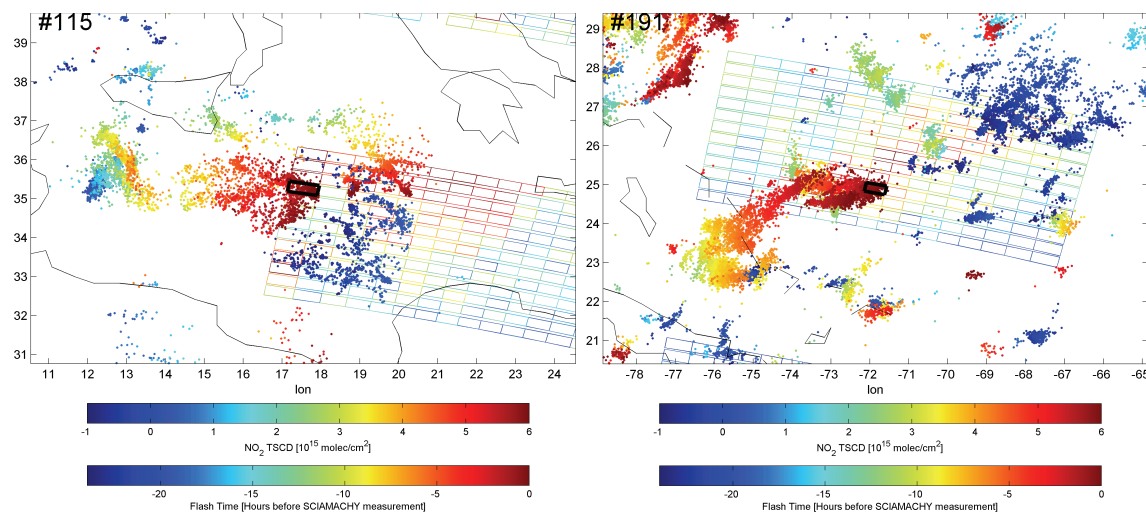 #115
39
38
37
36
35
34
33
32
31
11 12 13 14 15 16 17 18 19 20 21 22 23 24
lon
-1 0 1 2 3 4 5 6
NO2 TSCD [10^15 molec/cm^2]
-20 -15 -10 -5 0
Flash Time [Hours before SCIAMACHY measurement]
#191
29
28
27
26
25
24
23
22
21
-78 -77 -76 -75 -74 -73 -72 -71 -70 -69 -68 -67 -66 -65
lon
-1 0 1 2 3 4 5 6
NO2 TSCD [10^15 molec/cm^2]
-20 -15 -10 -5 0
Flash Time [Hours before SCIAMACHY measurement]